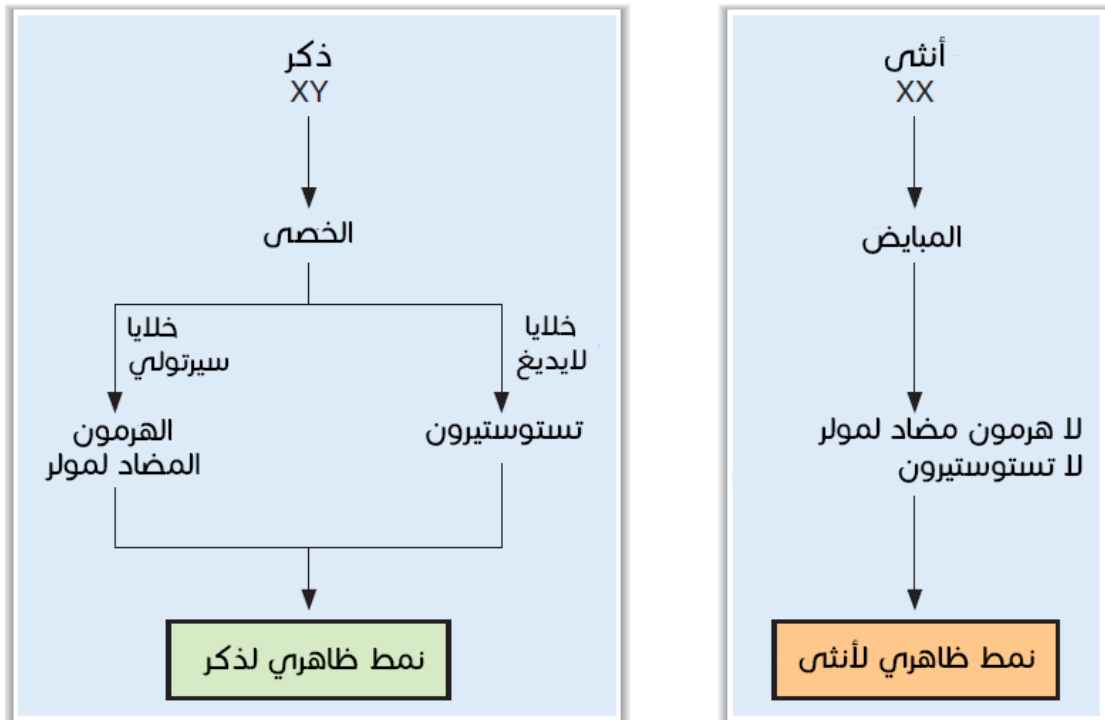 ذكر
XY
الخصى
خلايا
سيرتولي
خلايا
لايديغ
الهرمون
المضاد لمولر
تستوستيرون
نمط ظاهري لذكر
أنثى
XX
المبايض
لا هرمون مضاد لمولر
لا تستوستيرون
نمط ظاهري لأنثى